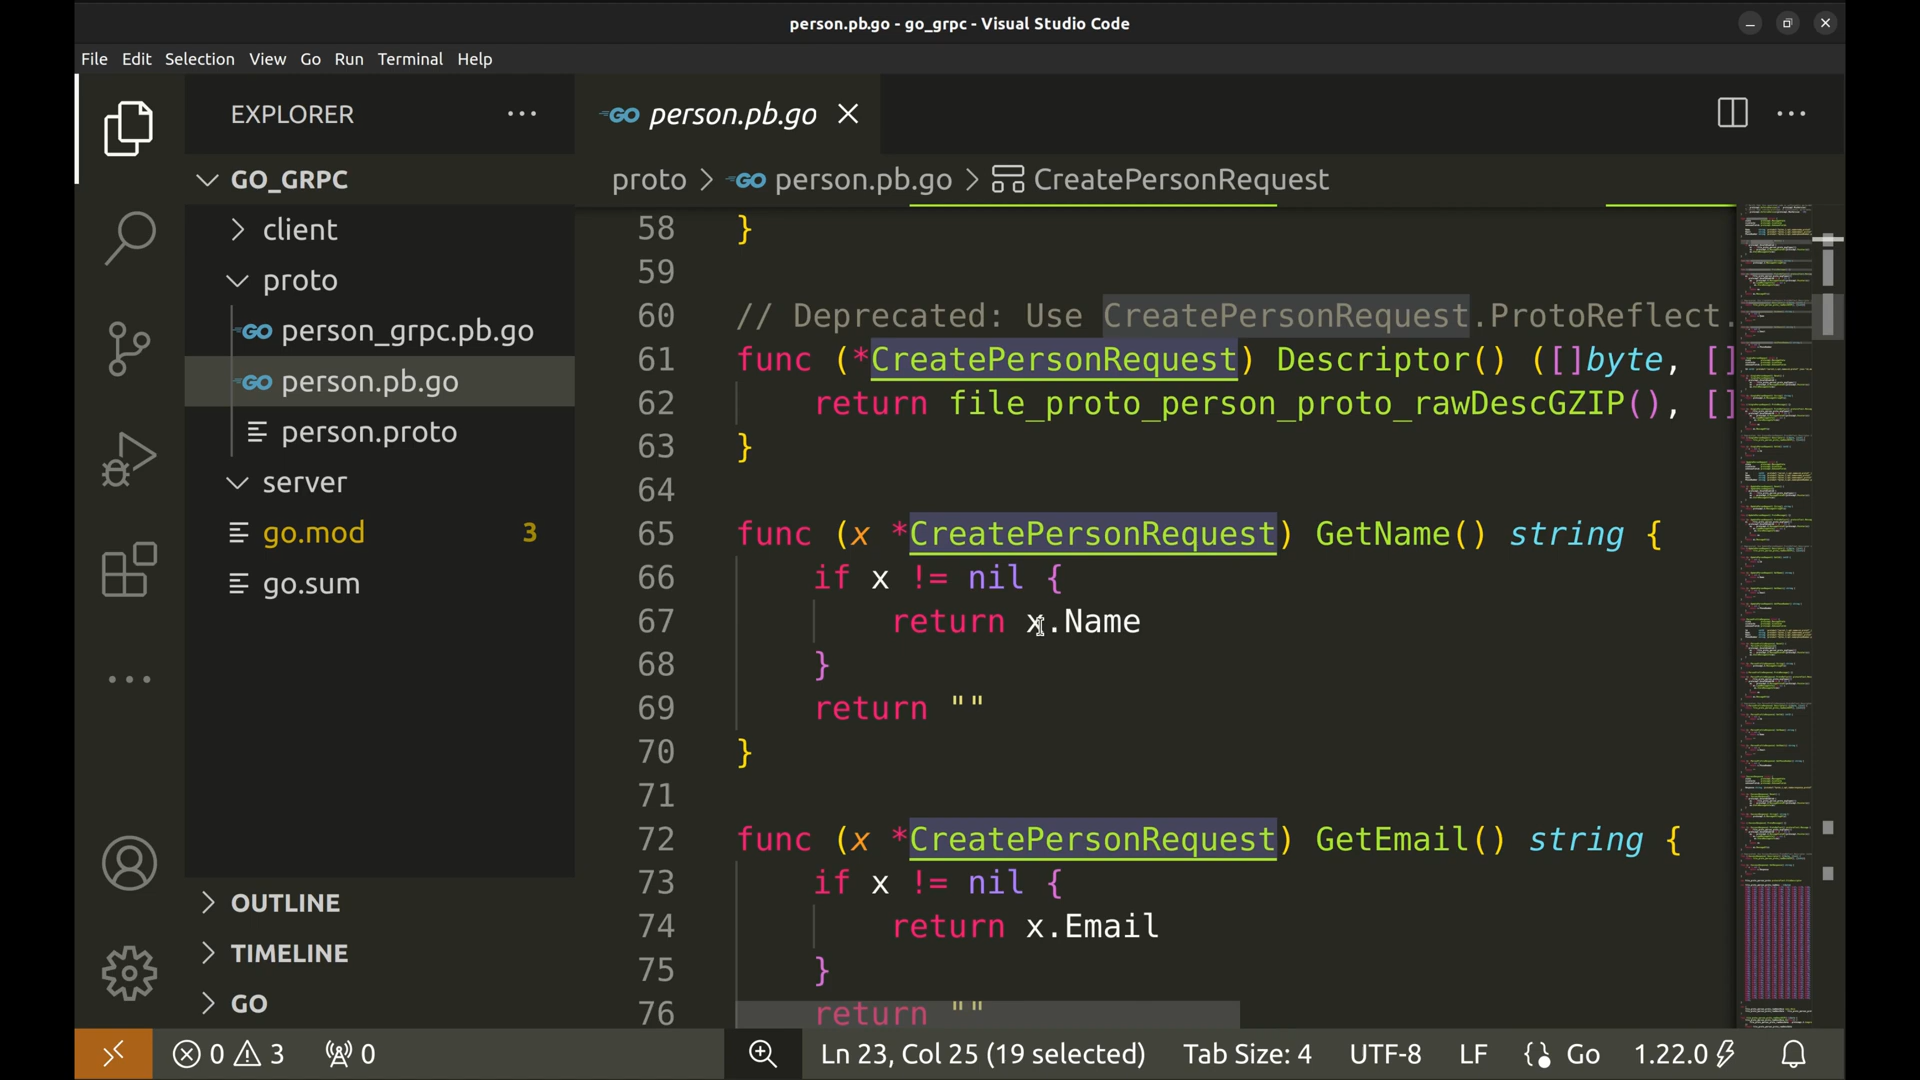 person.pb.go - go_grpc - Visual Studio Code
File Edit Selection View Go Run Terminal Help
EXPLORER
GO_GRPC
client
proto
GO person_grpc.pb.go
GO person.pb.go
person.proto
server
go.mod 3
go.sum
OUTLINE
TIMELINE
GO
GO person.pb.go
proto > GO person.pb.go > CreatePersonRequest
58 }
59
60 // Deprecated: Use CreatePersonRequest.ProtoReflect.
61 func (*CreatePersonRequest) Descriptor() ([]byte, []
62 return file_proto_person_proto_rawDescGZIP(), []
63 }
64
65 func (x *CreatePersonRequest) GetName() string {
66 if x != nil {
67 return x.Name
68 }
69 return ""
70 }
71
72 func (x *CreatePersonRequest) GetEmail() string {
73 if x != nil {
74 return x.Email
75 }
76 return ""
0 3 0 Ln 23, Col 25 (19 selected) Tab Size: 4 UTF-8 LF Go 1.22.0